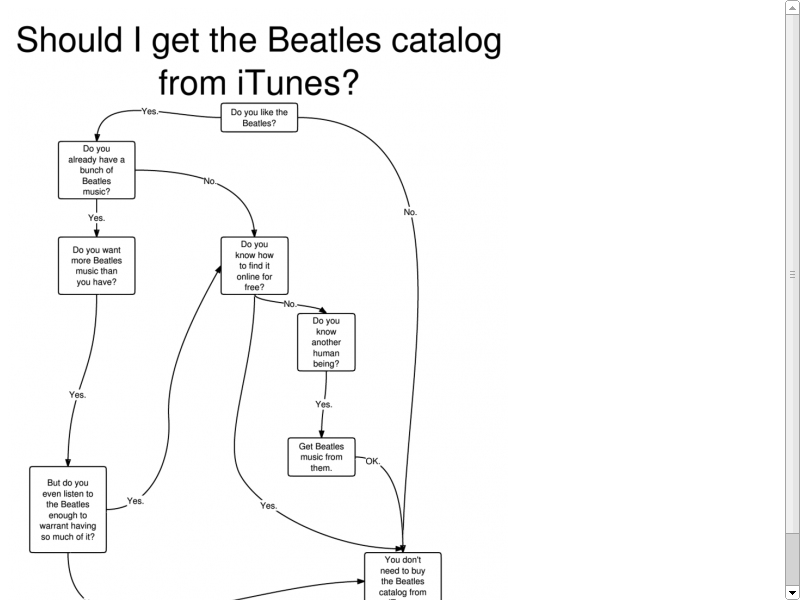 Should I get the Beatles catalog
from iTunes?
Do you like the
Beatles?
Yes.
No.
Do you
already have a
bunch of
Beatles
music?
No.
Yes.
Do you want
more Beatles
music than
you have?
Do you
know how
to find it
online for
free?
No.
Do you
know
another
human
being?
Yes.
Yes.
Get Beatles
music from
them.
OK.
But do you
even listen to
the Beatles
enough to
warrant having
so much of it?
Yes.
Yes.
You don't
need to buy
the Beatles
catalog from